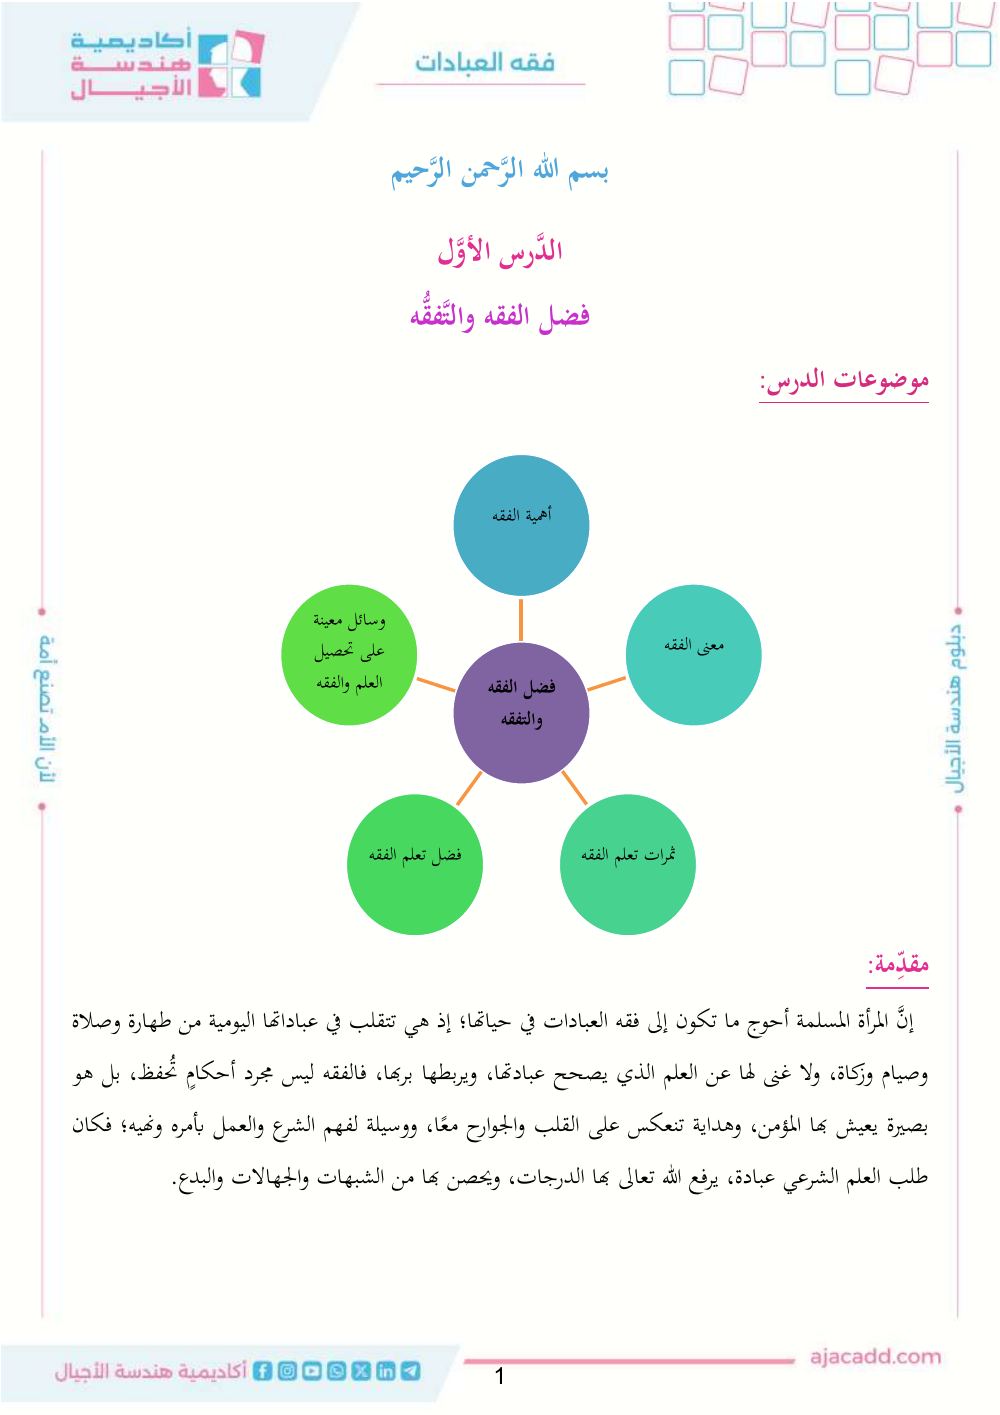 أكاديمية
هندسة
الأجيال
فقه العبادات
بسم الله الرَّحمن الرَّحيم
الدَّرس الأوَّل
فضل الفقه والتَّفقُّه
موضوعات الدرس:
أهمية الفقه
معنى الفقه
ثمرات تعلم الفقه
فضل تعلم الفقه
وسائل معينة
على تحصيل
العلم والفقه
فضل الفقه
والتفقه
مقدِّمة:
إنَّ المرأة المسلمة أحوج ما تكون إلى فقه العبادات في حياتها؛ إذ هي تتقلب في عباداتها اليومية من طهارة وصلاة
وصيام وزكاة، ولا غنى لها عن العلم الذي يصحح عبادتها، ويربطها بربها، فالفقه ليس مجرد أحكامٍ تُحفظ، بل هو
بصيرة يعيش بها المؤمن، وهداية تنعكس على القلب والجوارح معًا، ووسيلة لفهم الشرع والعمل بأمره ونهيه؛ فكان
طلب العلم الشرعي عبادة، يرفع الله تعالى بها الدرجات، ويحصن بها من الشبهات والجهالات والبدع.
دبلوم هندسة الأجيال
لأن الأم تصنع أمة
أكاديمية هندسة الأجيال
1
ajacadd.com